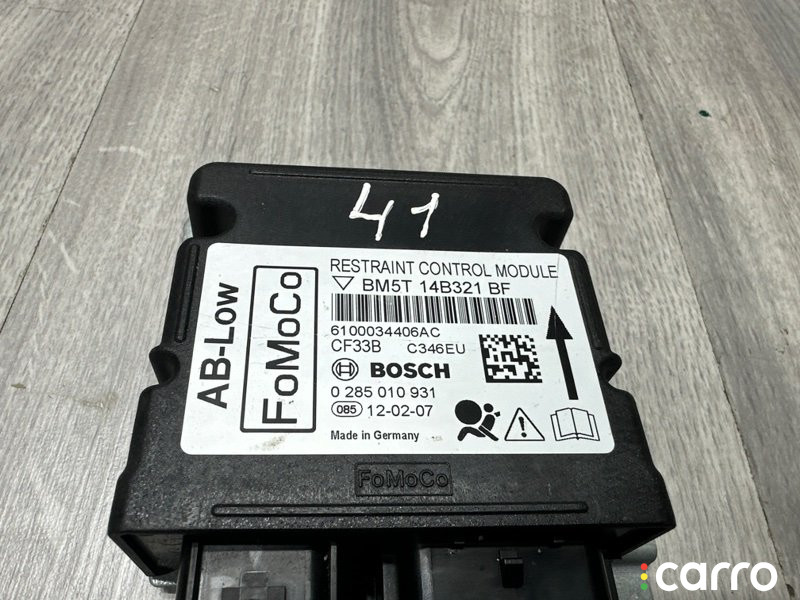 41
AB-Low
FoMoCo
RESTRAINT CONTROL MODULE
BM5T 14B321 BF
6100034406AC
CF33B C346EU
BOSCH
0 285 010 931
085 12-02-07
Made in Germany
FoMoCo
carro